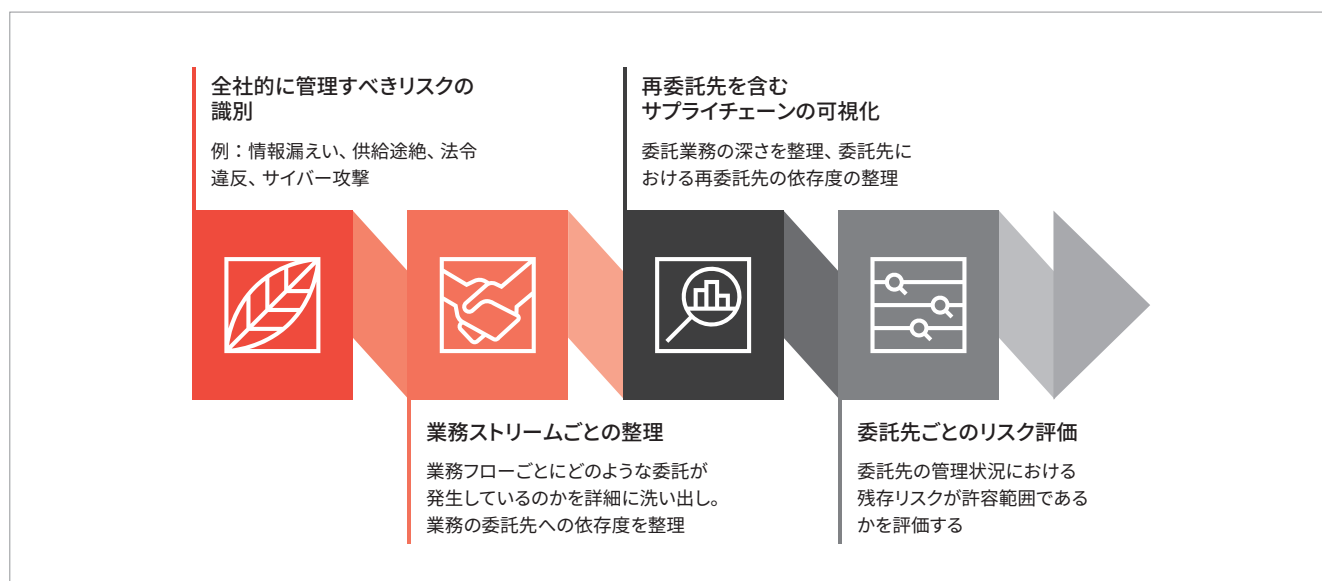 全社的に管理すべきリスクの
識別
例：情報漏えい、供給途絶、法令
違反、サイバー攻撃
業務ストリームごとの整理
業務フローごとにどのような委託が
発生しているのかを詳細に洗い出し。
業務の委託先への依存度を整理
再委託先を含む
サプライチェーンの可視化
委託業務の深さを整理、委託先に
おける再委託先の依存度の整理
委託先ごとのリスク評価
委託先の管理状況における
残存リスクが許容範囲である
かを評価する